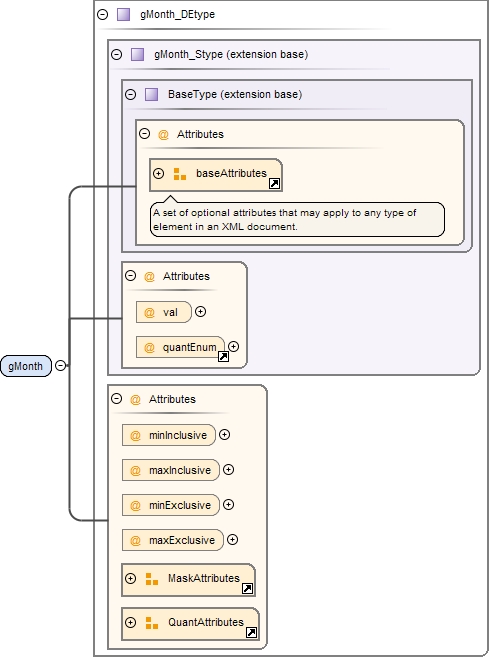 gMonth_DEtype
gMonth_Stype (extension base)
BaseType (extension base)
@ Attributes
baseAttributes
A set of optional attributes that may apply to any type of
element in an XML document.
@ Attributes
@ val
@ quantEnum
gMonth
@ Attributes
@ minInclusive
@ maxInclusive
@ minExclusive
@ maxExclusive
MaskAttributes
QuantAttributes